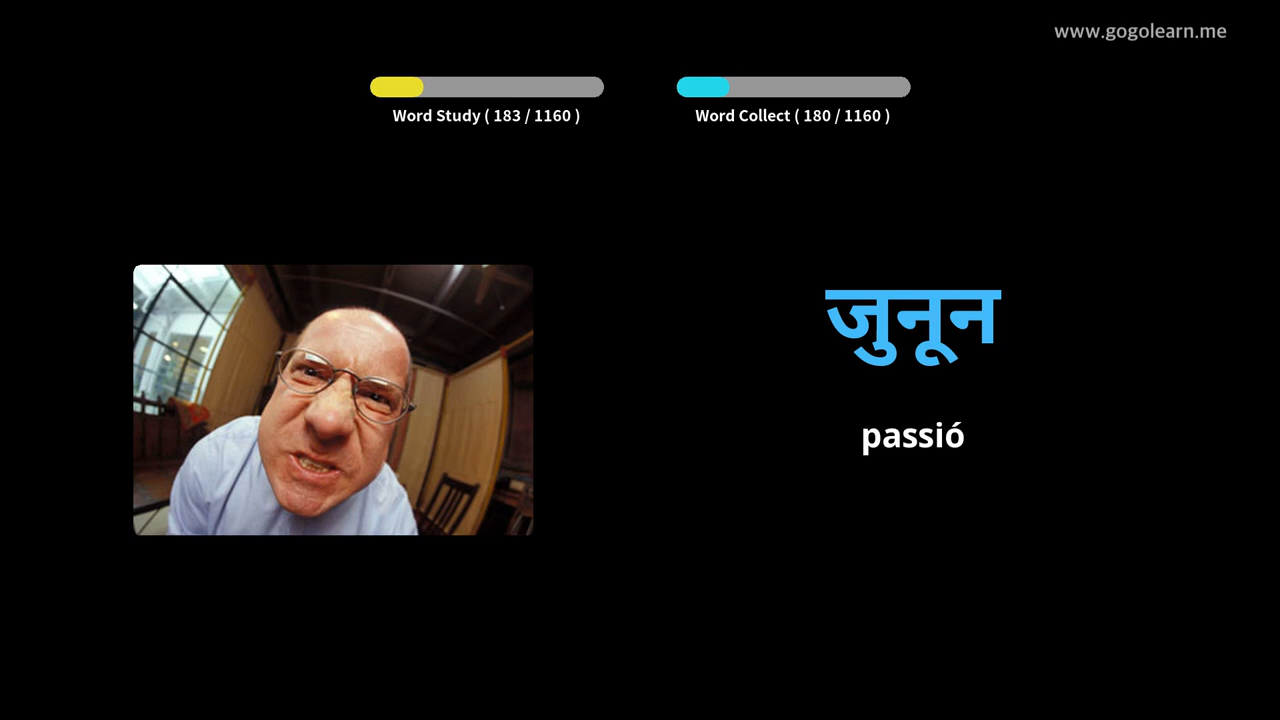 www.gogolearn.me
Word Study ( 183 / 1160 )
Word Collect ( 180 / 1160 )
जुनून
passió